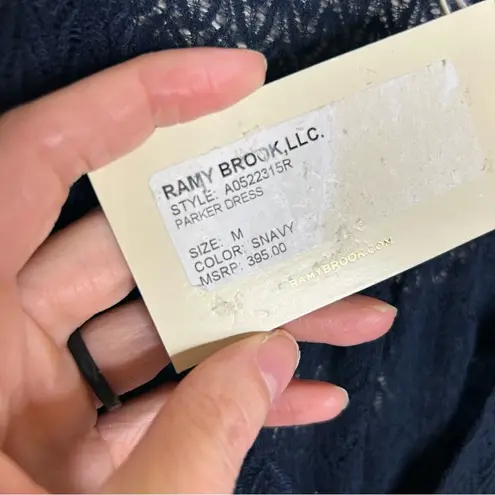 RAMY BROOK,LLC.
STYLE: A0522315R
PARKER DRESS
SIZE: M
COLOR: SNAVY
MSRP: 395.00
RAMYBROOK.COM